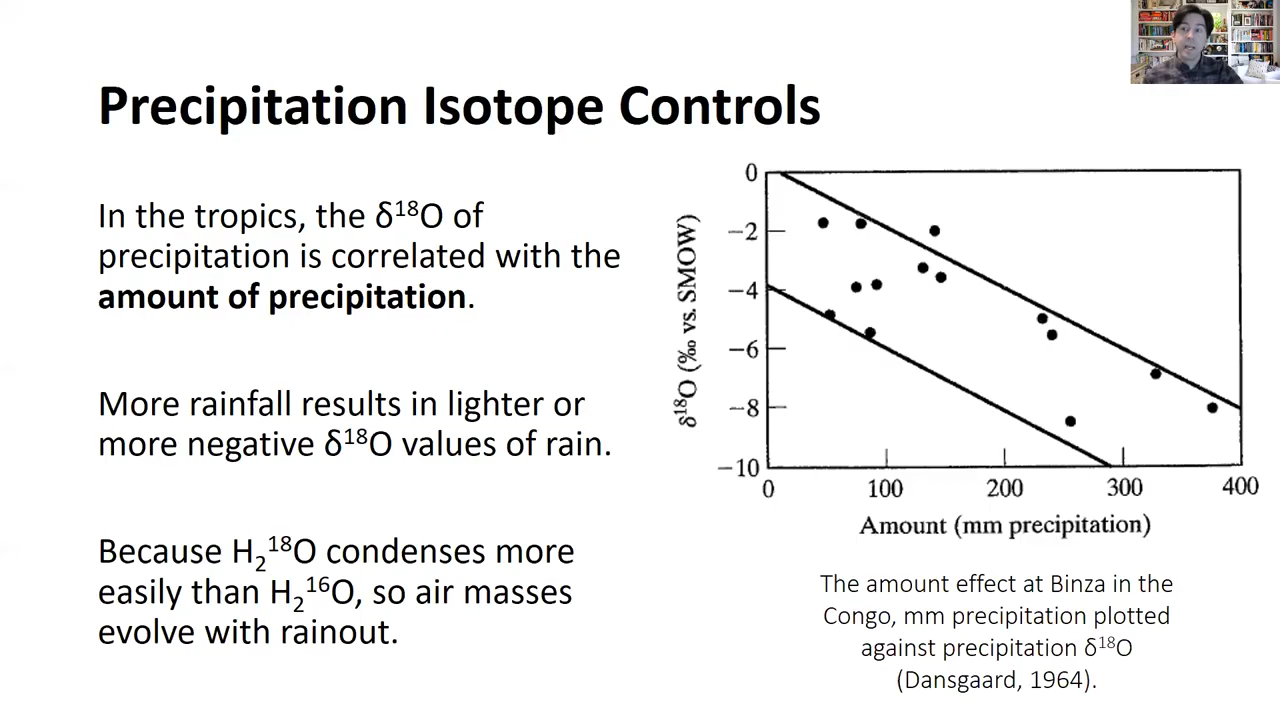 Precipitation Isotope Controls
In the tropics, the δ¹⁸O of
precipitation is correlated with the
amount of precipitation.
More rainfall results in lighter or
more negative δ¹⁸O values of rain.
Because H₂¹⁸O condenses more
easily than H₂¹⁶O, so air masses
evolve with rainout.
δ¹⁸O (‰ vs. SMOW)
0
−2
−4
−6
−8
−10
0 100 200 300 400
Amount (mm precipitation)
The amount effect at Binza in the
Congo, mm precipitation plotted
against precipitation δ¹⁸O
(Dansgaard, 1964).